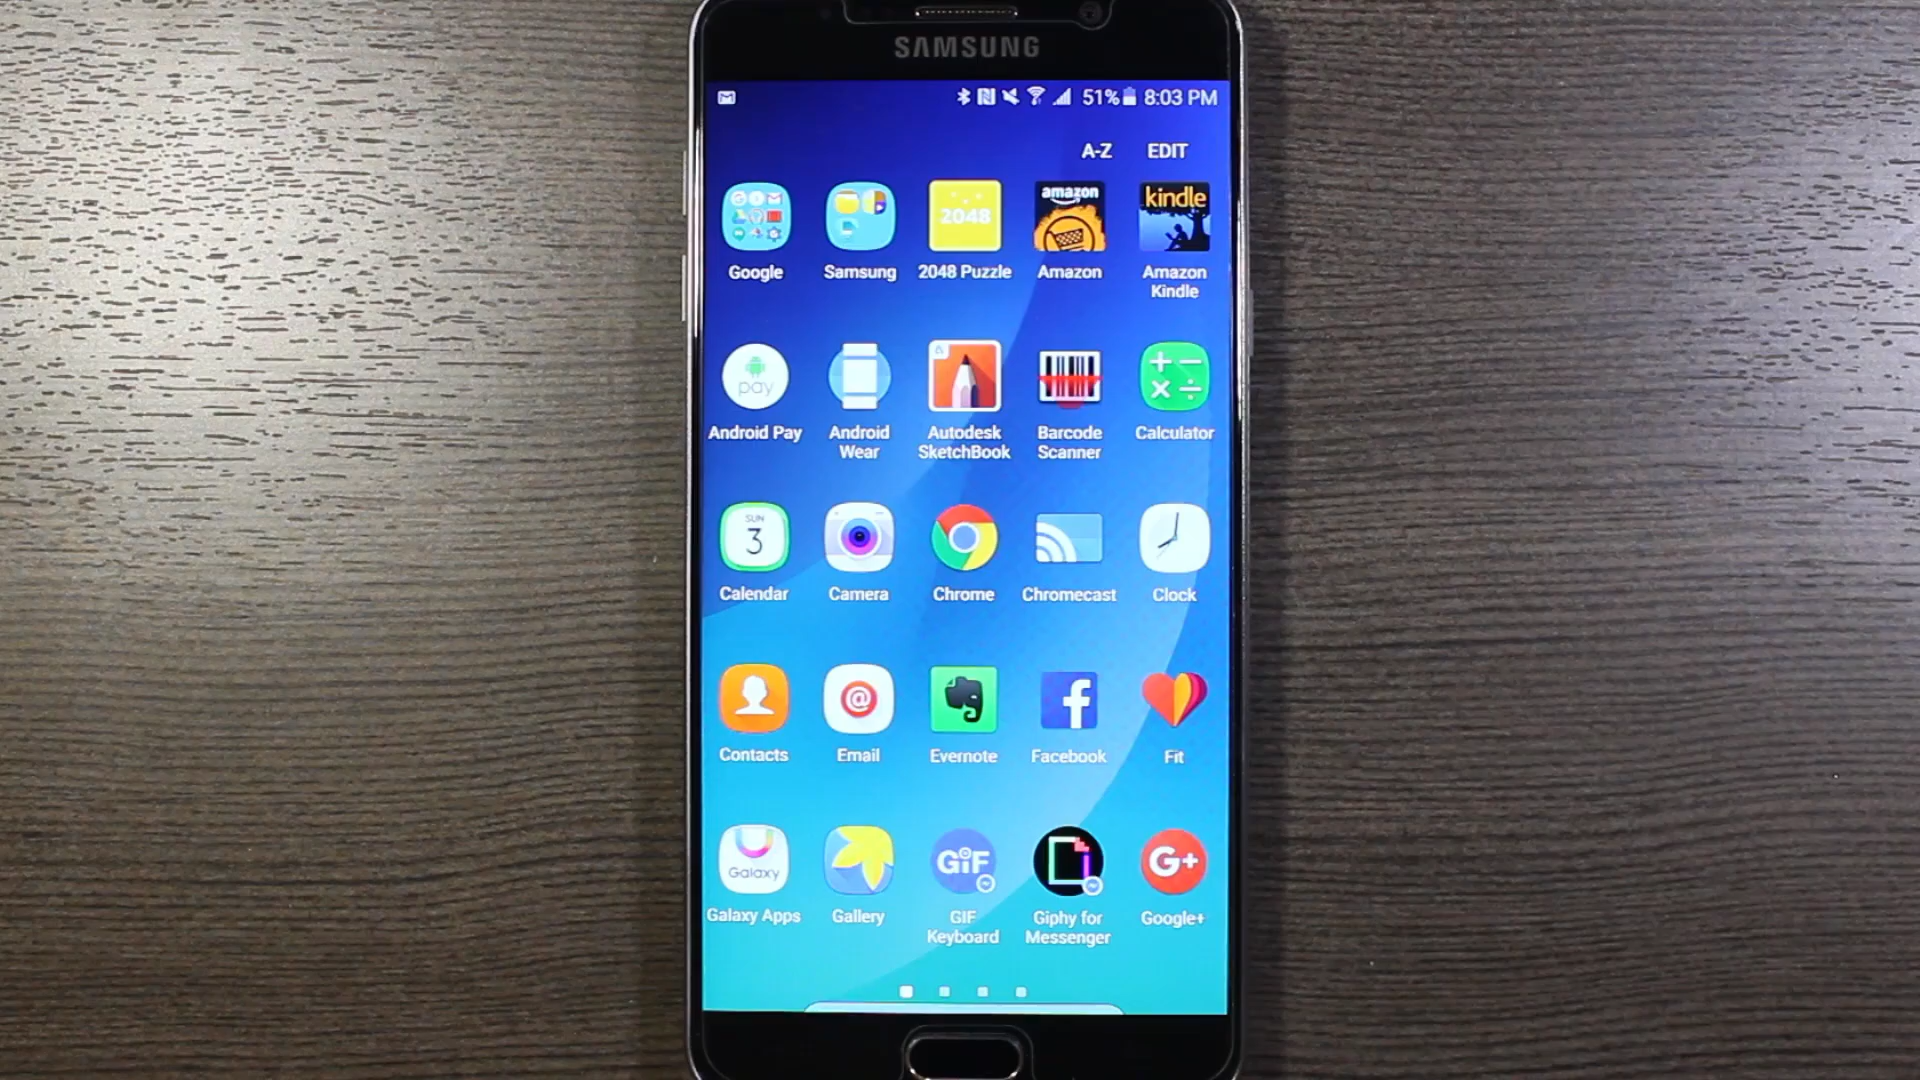 SAMSUNG
51% 8:03 PM
A-Z EDIT
2048 amazon kindle
Google Samsung 2048 Puzzle Amazon Amazon Kindle
pay
Android Pay Android Wear Autodesk SketchBook Barcode Scanner Calculator
SUN
3
Calendar Camera Chrome Chromecast Clock
@ f
Contacts Email Evernote Facebook Fit
Galaxy GIF G+
Galaxy Apps Gallery GIF Keyboard Giphy for Messenger Google+